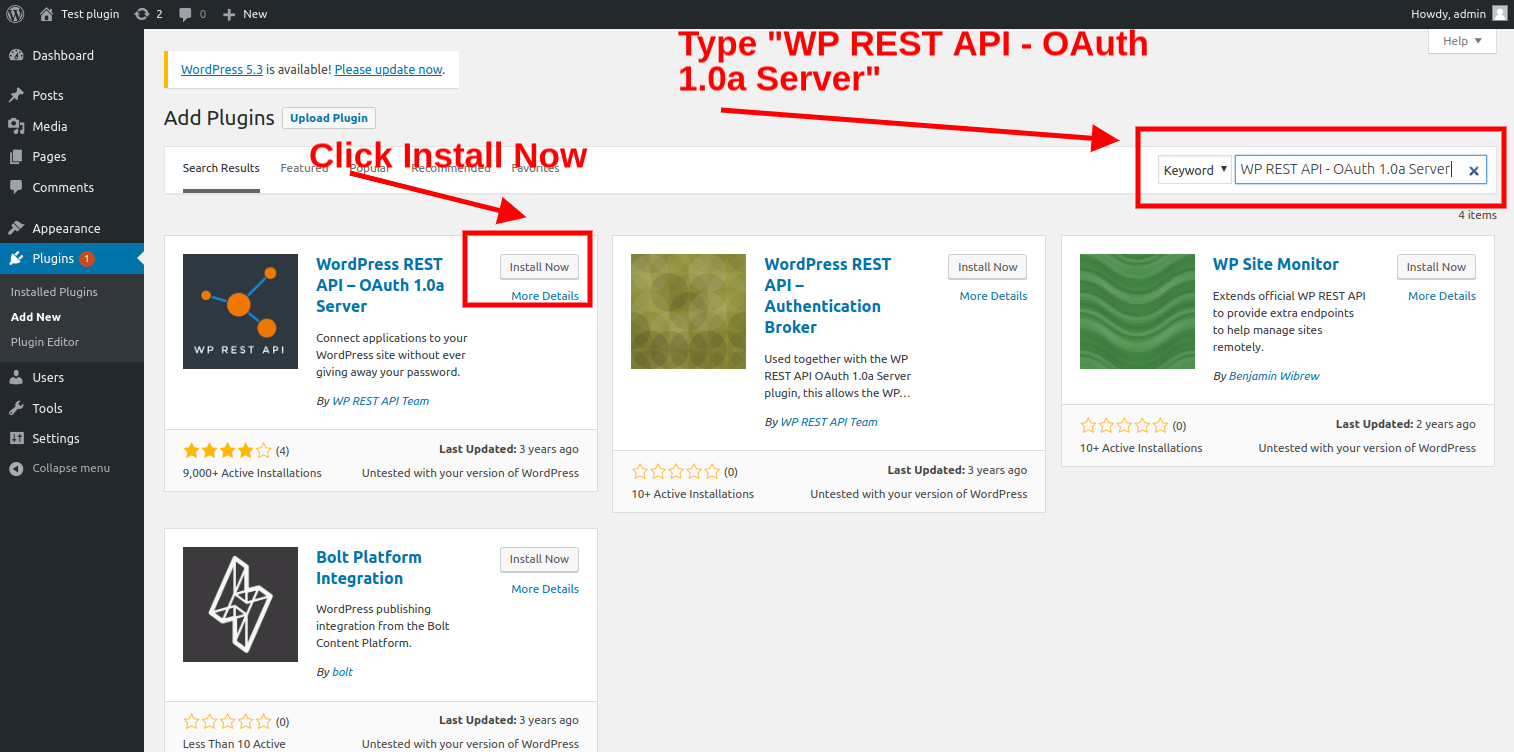 Test plugin
2
0
New
Howdy, admin
Dashboard
Posts
Media
Pages
Comments
Appearance
Plugins 1
Installed Plugins
Add New
Plugin Editor
Users
Tools
Settings
Collapse menu
Help
WordPress 5.3 is available! Please update now.
Type "WP REST API - OAuth
1.0a Server"
Add Plugins
Upload Plugin
Click Install Now
Search Results
Featured
Popular
Recommended
Favorites
Keyword
WP REST API - OAuth 1.0a Server
4 items
WordPress REST
API – OAuth 1.0a
Server
Install Now
More Details
Connect applications to your
WordPress site without ever
giving away your password.
By WP REST API Team
WP REST API
(4)
Last Updated: 3 years ago
9,000+ Active Installations
Untested with your version of WordPress
WordPress REST
API –
Authentication
Broker
Install Now
More Details
Used together with the WP
REST API OAuth 1.0a Server
plugin, this allows the WP…
By WP REST API Team
(0)
Last Updated: 3 years ago
10+ Active Installations
Untested with your version of WordPress
WP Site Monitor
Install Now
More Details
Extends official WP REST API
to provide extra endpoints
to help manage sites
remotely.
By Benjamin Wibrew
(0)
Last Updated: 2 years ago
10+ Active Installations
Untested with your version of WordPress
Bolt Platform
Integration
Install Now
More Details
WordPress publishing
integration from the Bolt
Content Platform.
By bolt
(0)
Last Updated: 3 years ago
Less Than 10 Active
Untested with your version of WordPress